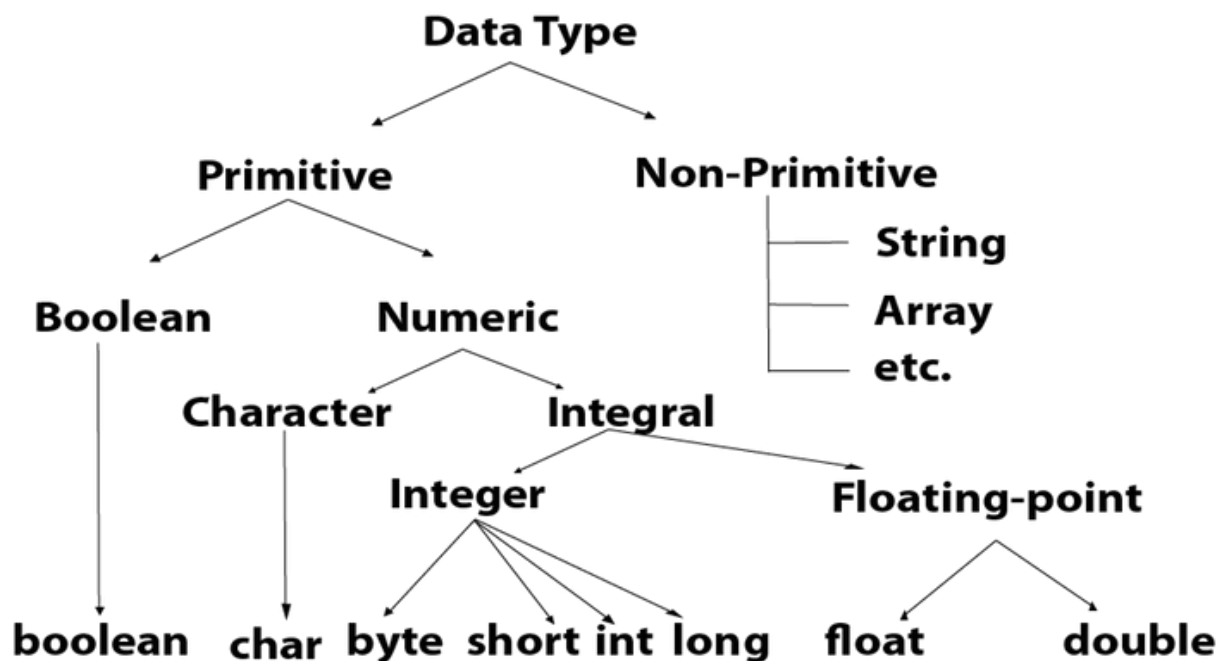 Data Type
Primitive
Non-Primitive
String
Array
etc.
Boolean
Numeric
Character
Integral
Integer
Floating-point
boolean
char
byte
short
int
long
float
double